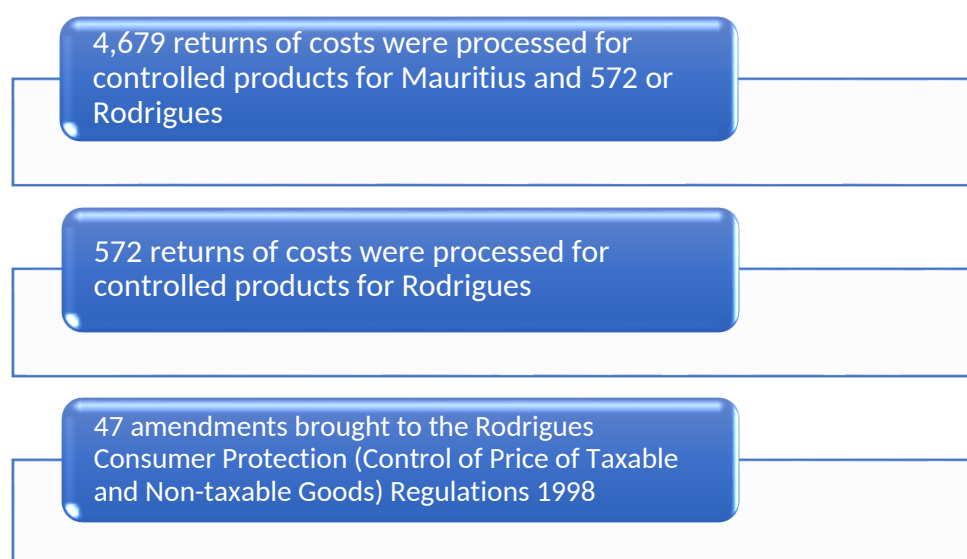 4,679 returns of costs were processed for
controlled products for Mauritius and 572 or
Rodrigues
572 returns of costs were processed for
controlled products for Rodrigues
47 amendments brought to the Rodrigues
Consumer Protection (Control of Price of Taxable
and Non-taxable Goods) Regulations 1998